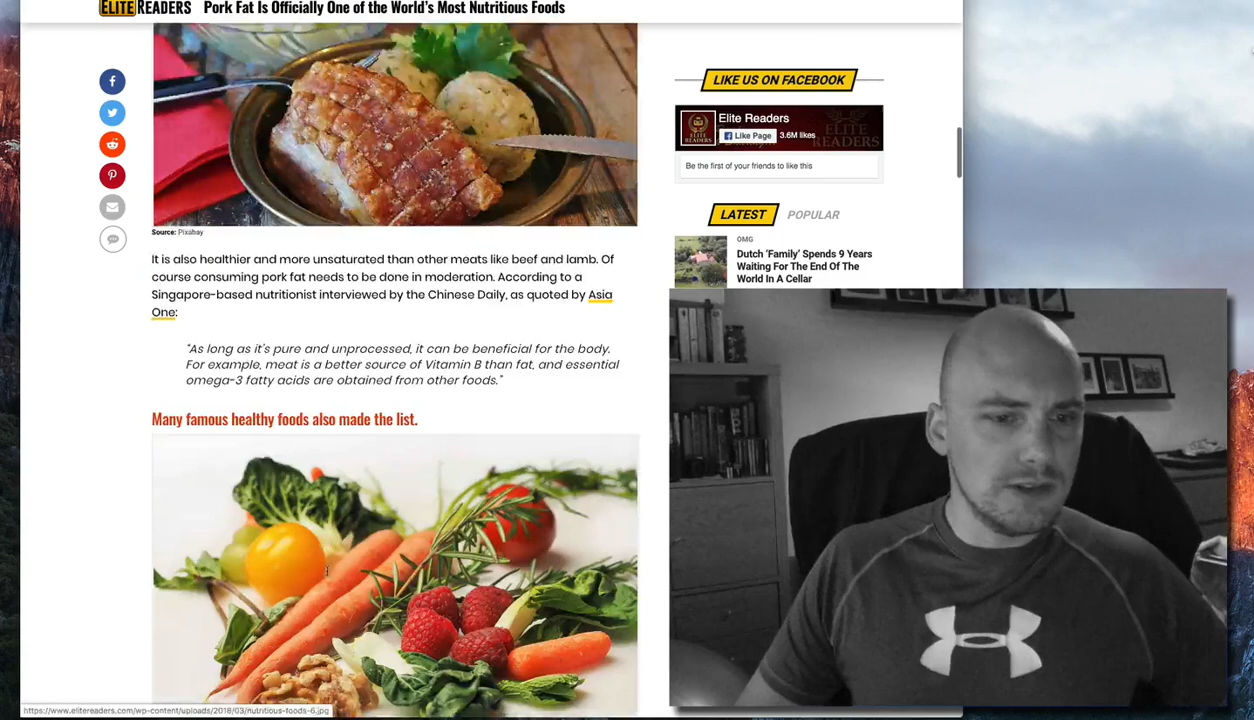 ELITE READERS Pork Fat Is Officially One of the World's Most Nutritious Foods
Source: Pixabay
It is also healthier and more unsaturated than other meats like beef and lamb. Of
course consuming pork fat needs to be done in moderation. According to a
Singapore-based nutritionist interviewed by the Chinese Daily, as quoted by Asia
One:
"As long as it's pure and unprocessed, it can be beneficial for the body.
For example, meat is a better source of Vitamin B than fat, and essential
omega-3 fatty acids are obtained from other foods."
Many famous healthy foods also made the list.
https://www.elitereaders.com/wp-content/uploads/2018/03/nutritious-foods-6.jpg
LIKE US ON FACEBOOK
ELITE READERS
Elite Readers
Like Page 3.6M likes
ELITE
READERS
Be the first of your friends to like this
LATEST POPULAR
OMG
Dutch 'Family' Spends 9 Years
Waiting For The End Of The
World In A Cellar